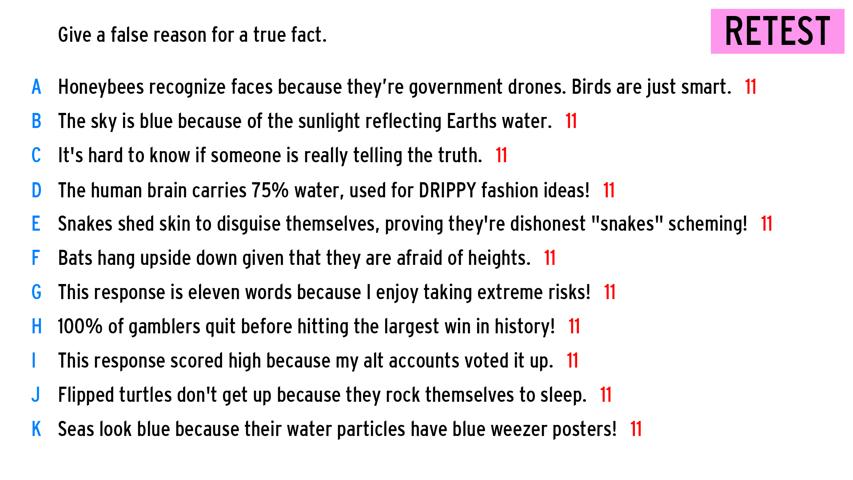 Give a false reason for a true fact.
RETEST
A Honeybees recognize faces because they're government drones. Birds are just smart. 11
B The sky is blue because of the sunlight reflecting Earths water. 11
C It's hard to know if someone is really telling the truth. 11
D The human brain carries 75% water, used for DRIPPY fashion ideas! 11
E Snakes shed skin to disguise themselves, proving they're dishonest "snakes" scheming! 11
F Bats hang upside down given that they are afraid of heights. 11
G This response is eleven words because I enjoy taking extreme risks! 11
H 100% of gamblers quit before hitting the largest win in history! 11
I This response scored high because my alt accounts voted it up. 11
J Flipped turtles don't get up because they rock themselves to sleep. 11
K Seas look blue because their water particles have blue weezer posters! 11